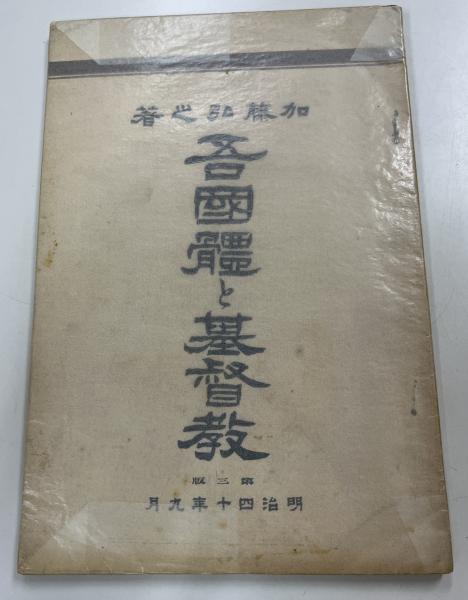 加藤弘之著
吾國體と基督教
第三版
明治四十年九月